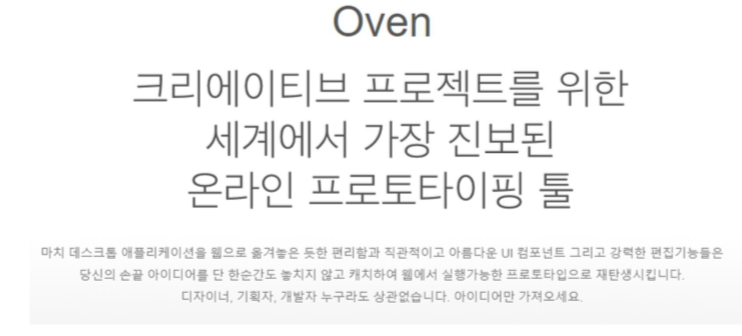 Oven
크리에이티브 프로젝트를 위한
세계에서 가장 진보된
온라인 프로토타이핑 툴
마치 데스크톱 애플리케이션을 웹으로 옮겨놓은 듯한 편리함과 직관적이고 아름다운 UI 컴포넌트 그리고 강력한 편집기능들은
당신의 손끝 아이디어를 단 한순간도 놓치지 않고 캐치하여 웹에서 실행가능한 프로토타입으로 재탄생시킵니다.
디자이너, 기획자, 개발자 누구라도 상관없습니다. 아이디어만 가져오세요.